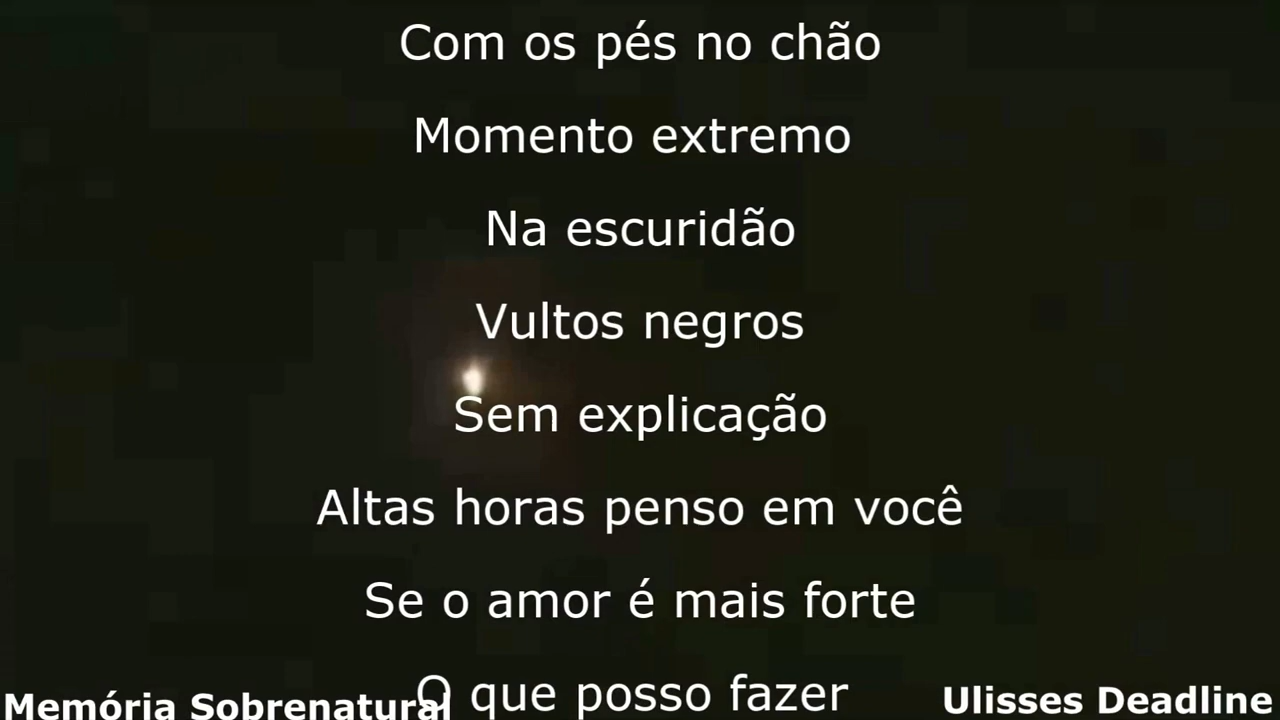 Com os pés no chão
Momento extremo
Na escuridão
Vultos negros
Sem explicação
Altas horas penso em você
Se o amor é mais forte
O que posso fazer
Memória Sobrenatural
Ulisses Deadline